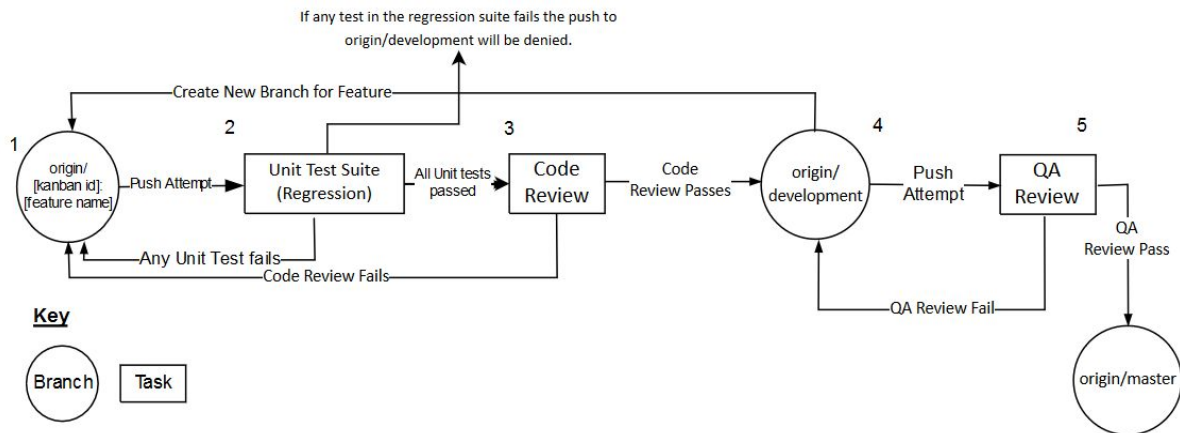 If any test in the regression suite fails the push to
origin/development will be denied.
Create New Branch for Feature
1
2
3
4
5
origin/
[kanban id]:
[feature name]
Push Attempt
Unit Test Suite
(Regression)
All Unit tests
passed
Code
Review
Code
Review Passes
origin/
development
Push
Attempt
QA
Review
QA
Review Pass
Any Unit Test fails
Code Review Fails
QA Review Fail
Key
Branch
Task
origin/master